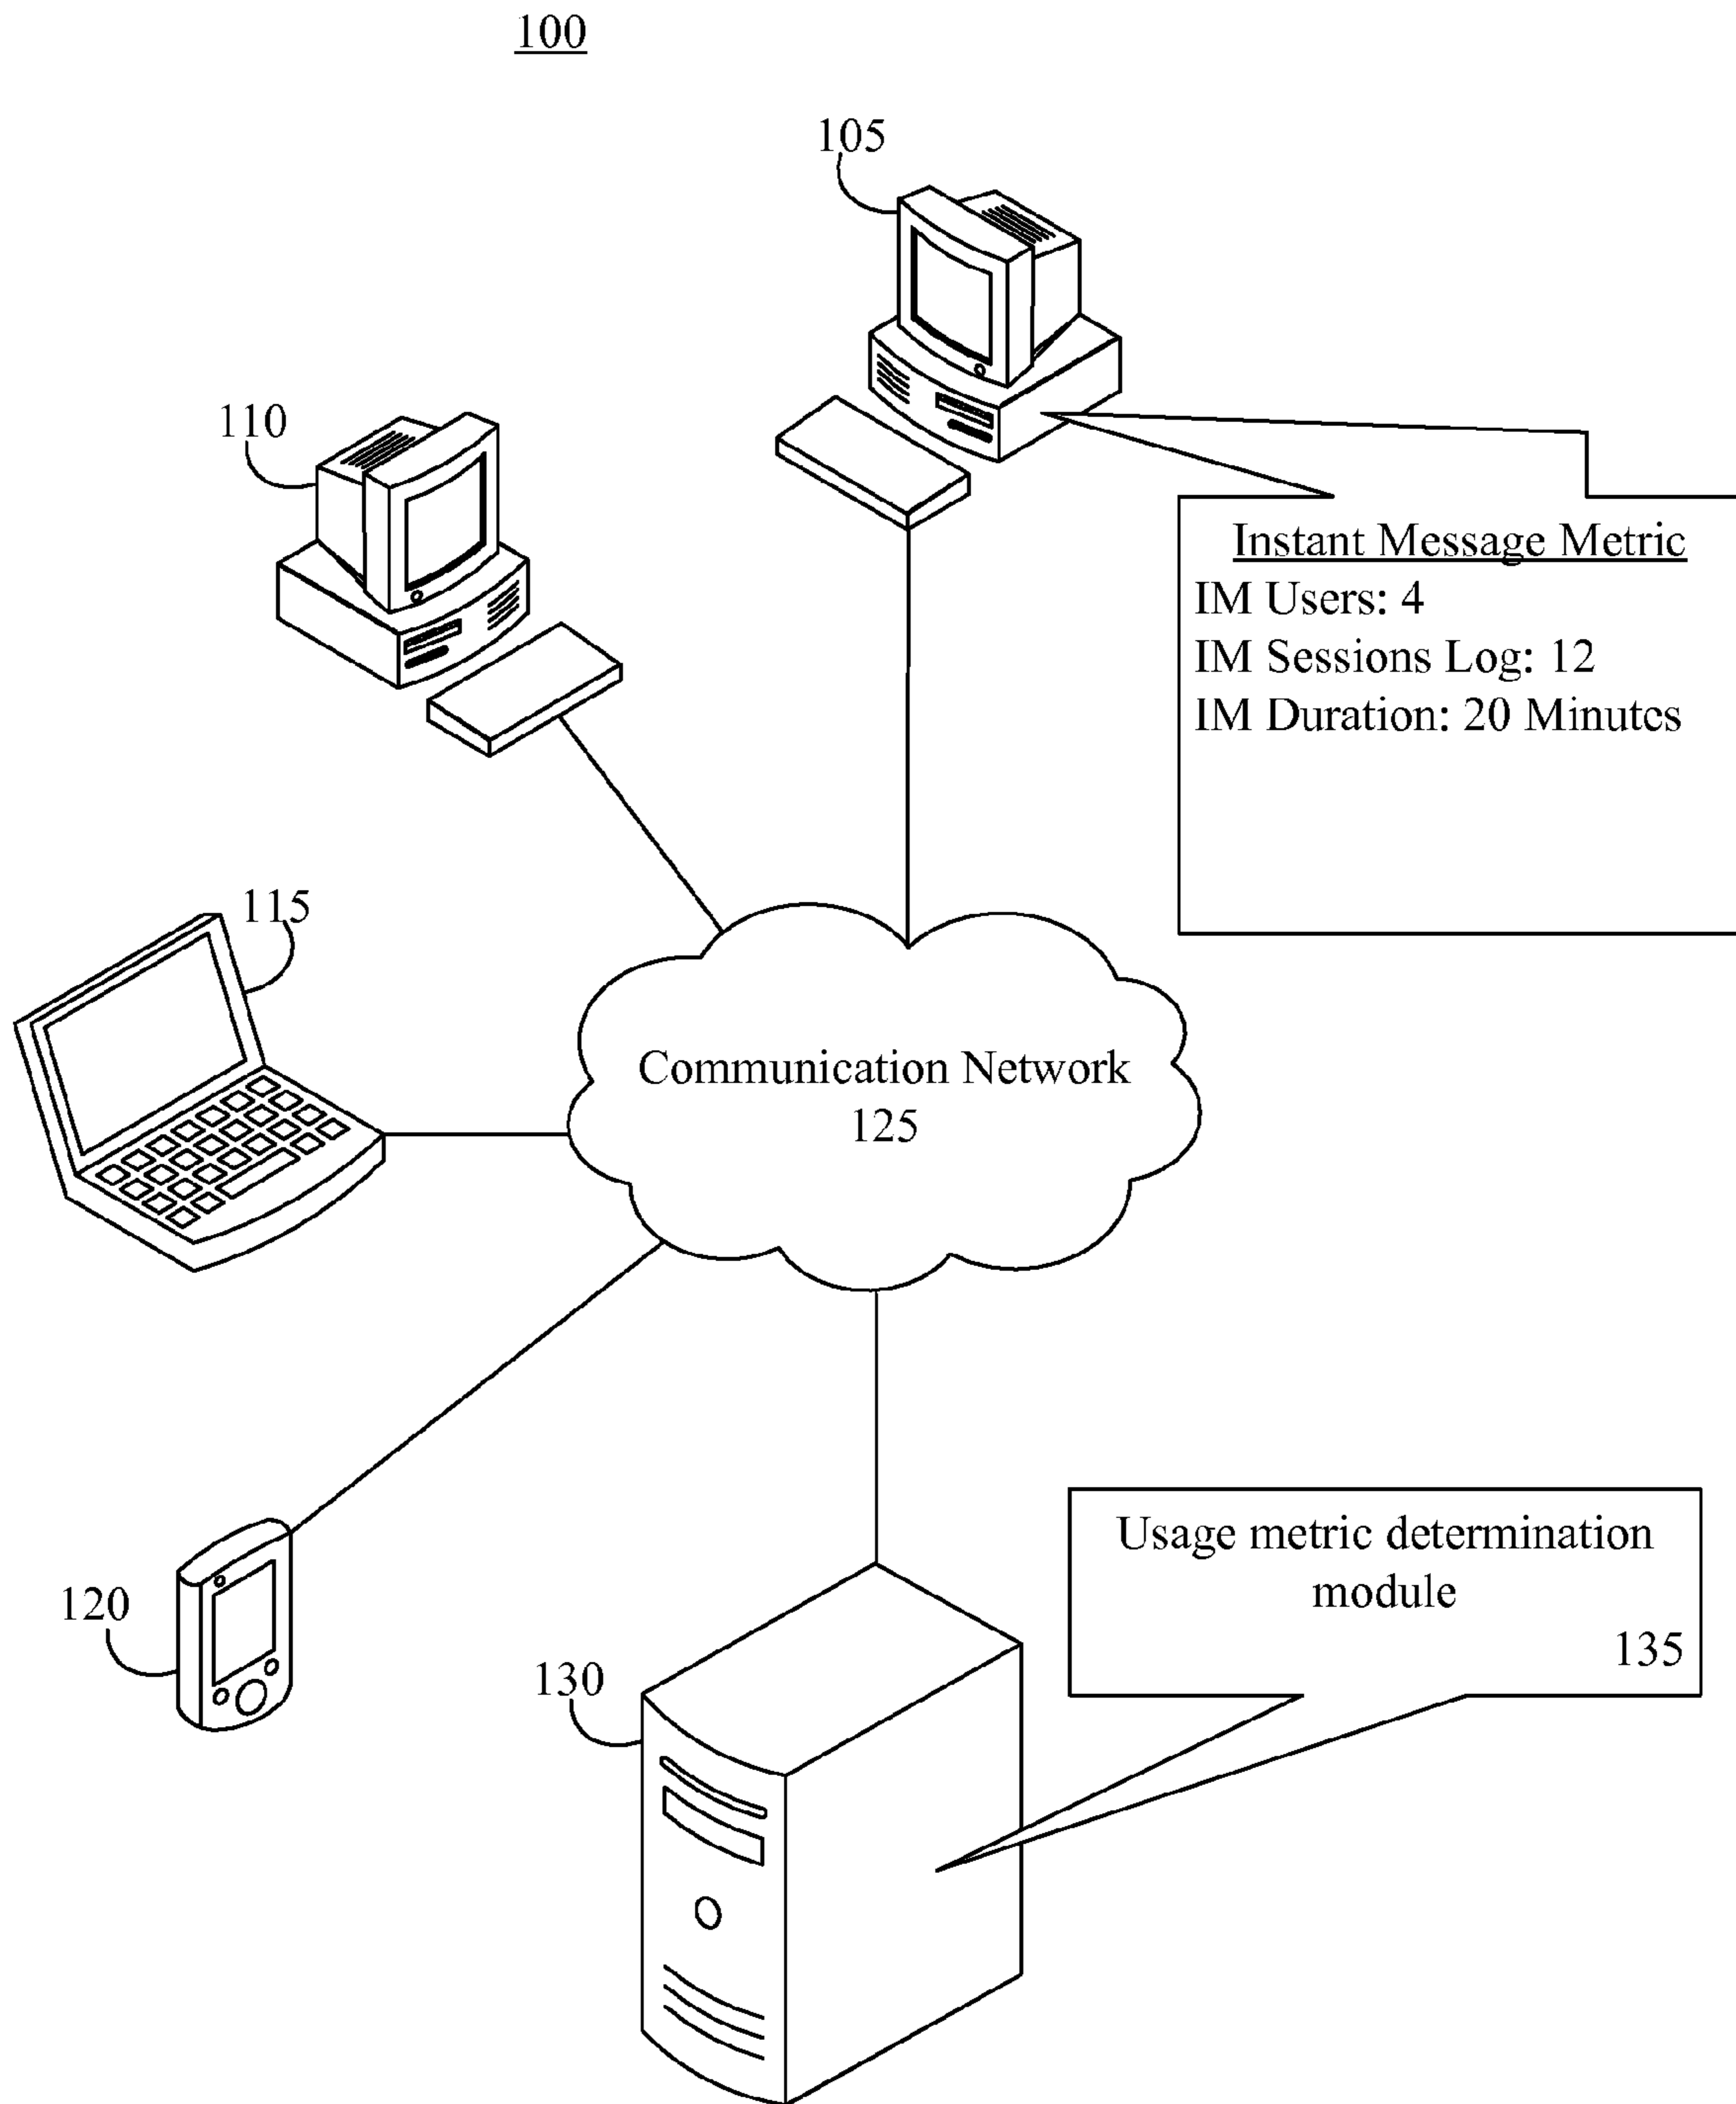 100
105
110
Instant Message Metric
IM Users: 4
IM Sessions Log: 12
IM Duration: 20 Minutes
115
Communication Network
125
Usage metric determination
module
135
120
130